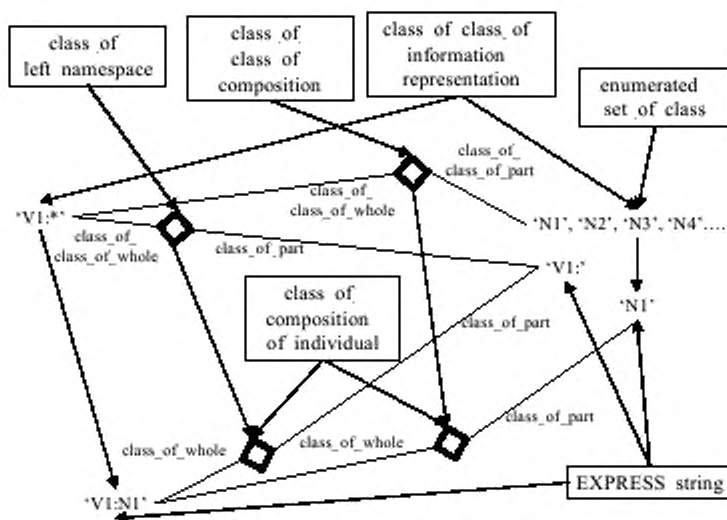 class of
left namespace
class of
class of
composition
class of class of
information
representation
enumerated
set of class
class_of_
class_of_part
class_of_
class_of_whole
‘V1:*’
‘N1’, ‘N2’, ‘N3’, ‘N4’....
class_of_
class_of_whole
class_of_part
‘V1:’
class of
composition
of individual
‘N1’
class_of_part
class_of_part
class_of_whole
class_of_whole
EXPRESS string
‘V1:N1’